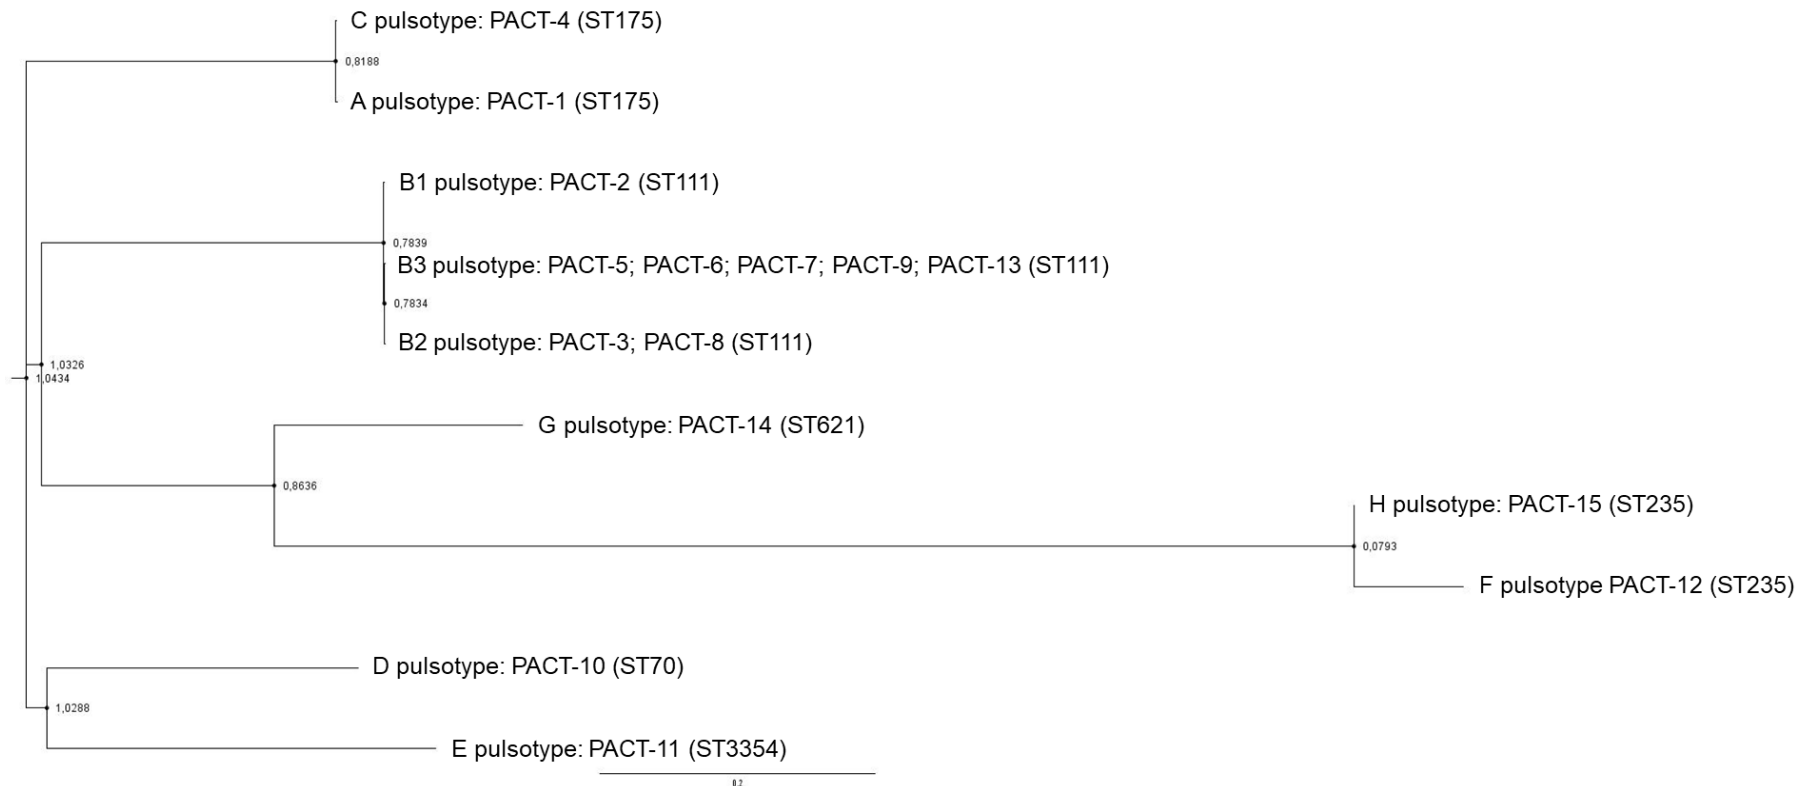 C pulsotype: PACT-4 (ST175)
0,8188
A pulsotype: PACT-1 (ST175)
B1 pulsotype: PACT-2 (ST111)
0,7839
B3 pulsotype: PACT-5; PACT-6; PACT-7; PACT-9; PACT-13 (ST111)
0,7834
B2 pulsotype: PACT-3; PACT-8 (ST111)
1,0326
1,0434
G pulsotype: PACT-14 (ST621)
0,8636
H pulsotype: PACT-15 (ST235)
0,0793
F pulsotype PACT-12 (ST235)
D pulsotype: PACT-10 (ST70)
1,0288
E pulsotype: PACT-11 (ST3354)
0.2